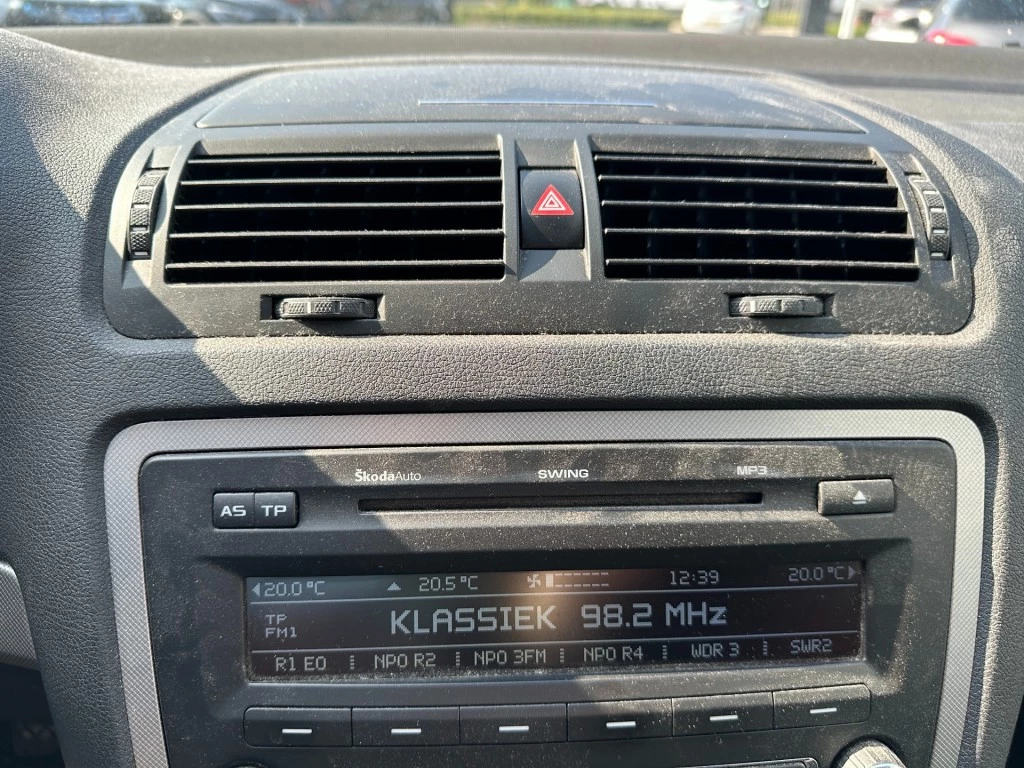 ŠkodaAuto SWING MP3
AS TP
20.0°C 20.5°C 12:39 20.0°C
TP
FM1
KLASSIEK 98.2 MHz
R1 EO NPO R2 NPO 3FM NPO R4 WDR 3 SWR2